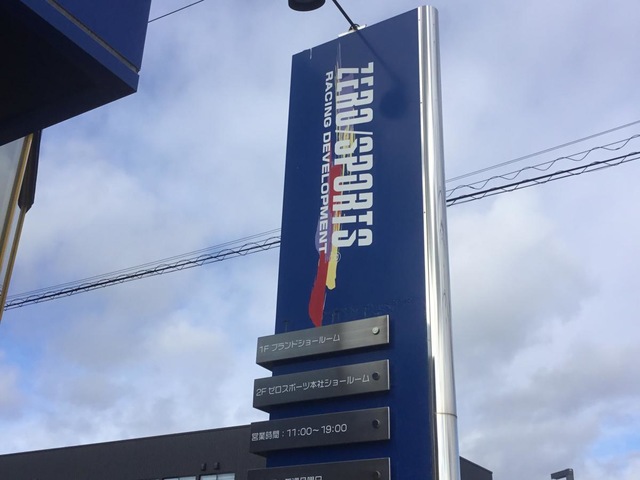 ZERO/SPORTS
RACING DEVELOPMENT
1F ブランドショールーム
2F ゼロスポーツ本社ショールーム
営業時間:11:00~19:00